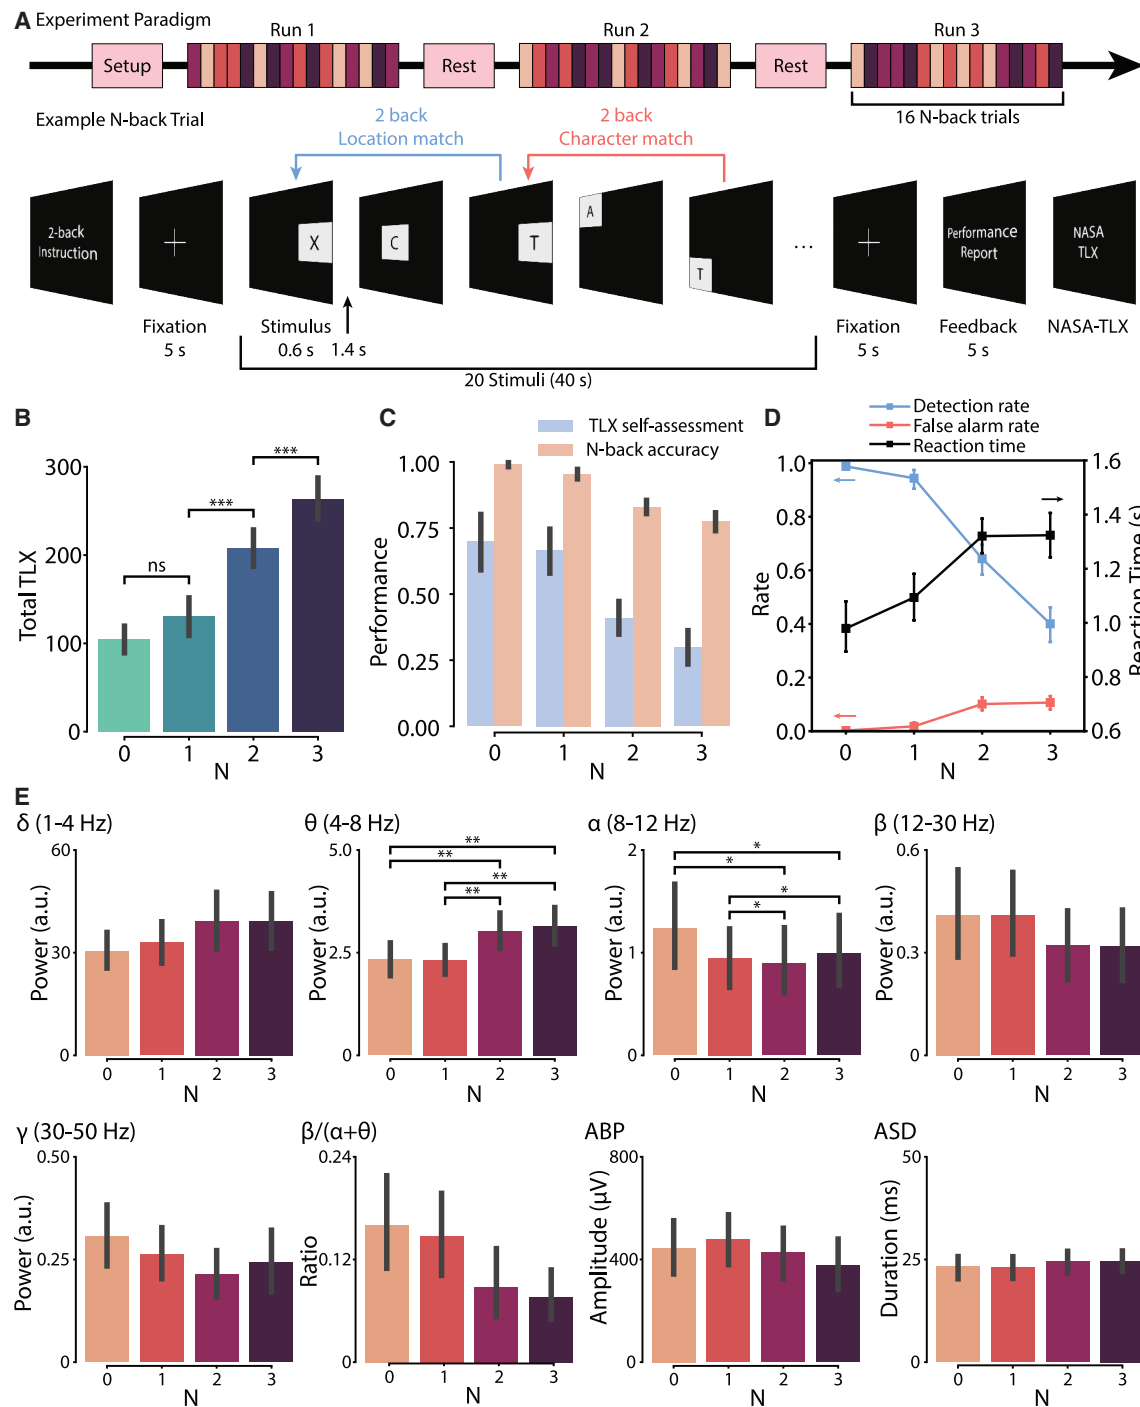 A Experiment Paradigm
Run 1
Run 2
Run 3
Setup
Rest
Rest
16 N-back trials
Example N-back Trial
2 back
Location match
2 back
Character match
2-back
Instruction
X
C
T
A
T
...
Performance
Report
NASA
TLX
Fixation
5 s
Stimulus
0.6 s
1.4 s
Fixation
5 s
Feedback
5 s
NASA-TLX
20 Stimuli (40 s)
B
Total TLX
300
200
100
0
ns
***
***
0 1 2 3
N
C
TLX self-assessment
N-back accuracy
Performance
1.00
0.75
0.50
0.25
0.00
0 1 2 3
N
D
Detection rate
False alarm rate
Reaction time
Rate
1.0
0.8
0.6
0.4
0.2
0.0
Reaction Time (s)
1.6
1.4
1.2
1.0
0.8
0.6
0 1 2 3
N
E
δ (1–4 Hz)
Power (a.u.)
60
30
0
0 1 2 3
N
θ (4–8 Hz)
Power (a.u.)
5.0
2.5
0
**
**
**
**
0 1 2 3
N
α (8–12 Hz)
Power (a.u.)
2
1
0
*
*
*
*
0 1 2 3
N
β (12–30 Hz)
Power (a.u.)
0.6
0.3
0
0 1 2 3
N
γ (30–50 Hz)
Power (a.u.)
0.50
0.25
0
0 1 2 3
N
β/(α+θ)
Ratio
0.24
0.12
0
0 1 2 3
N
ABP
Amplitude (μV)
800
400
0
0 1 2 3
N
ASD
Duration (ms)
50
25
0
0 1 2 3
N